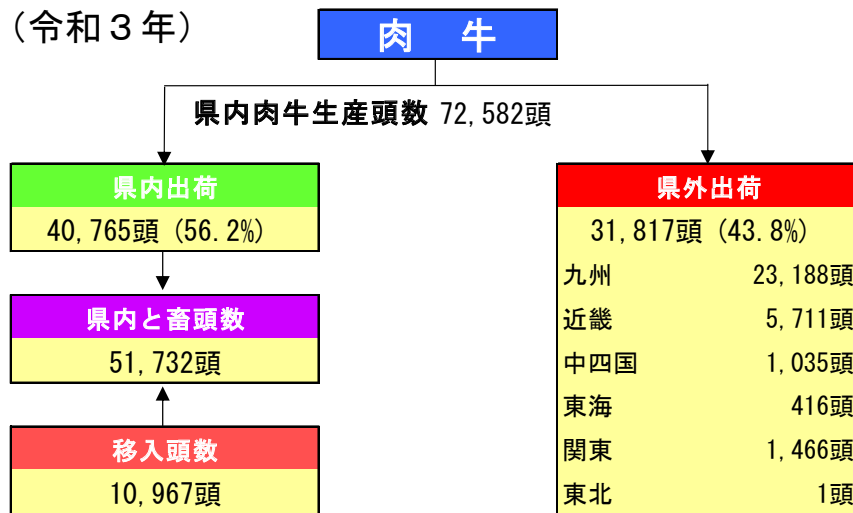 (令和３年)
肉　牛
県内肉牛生産頭数 72,582頭
県内出荷
40,765頭 (56.2%)
県内と畜頭数
51,732頭
移入頭数
10,967頭
県外出荷
31,817頭 (43.8%)
九州 23,188頭
近畿 5,711頭
中四国 1,035頭
東海 416頭
関東 1,466頭
東北 1頭